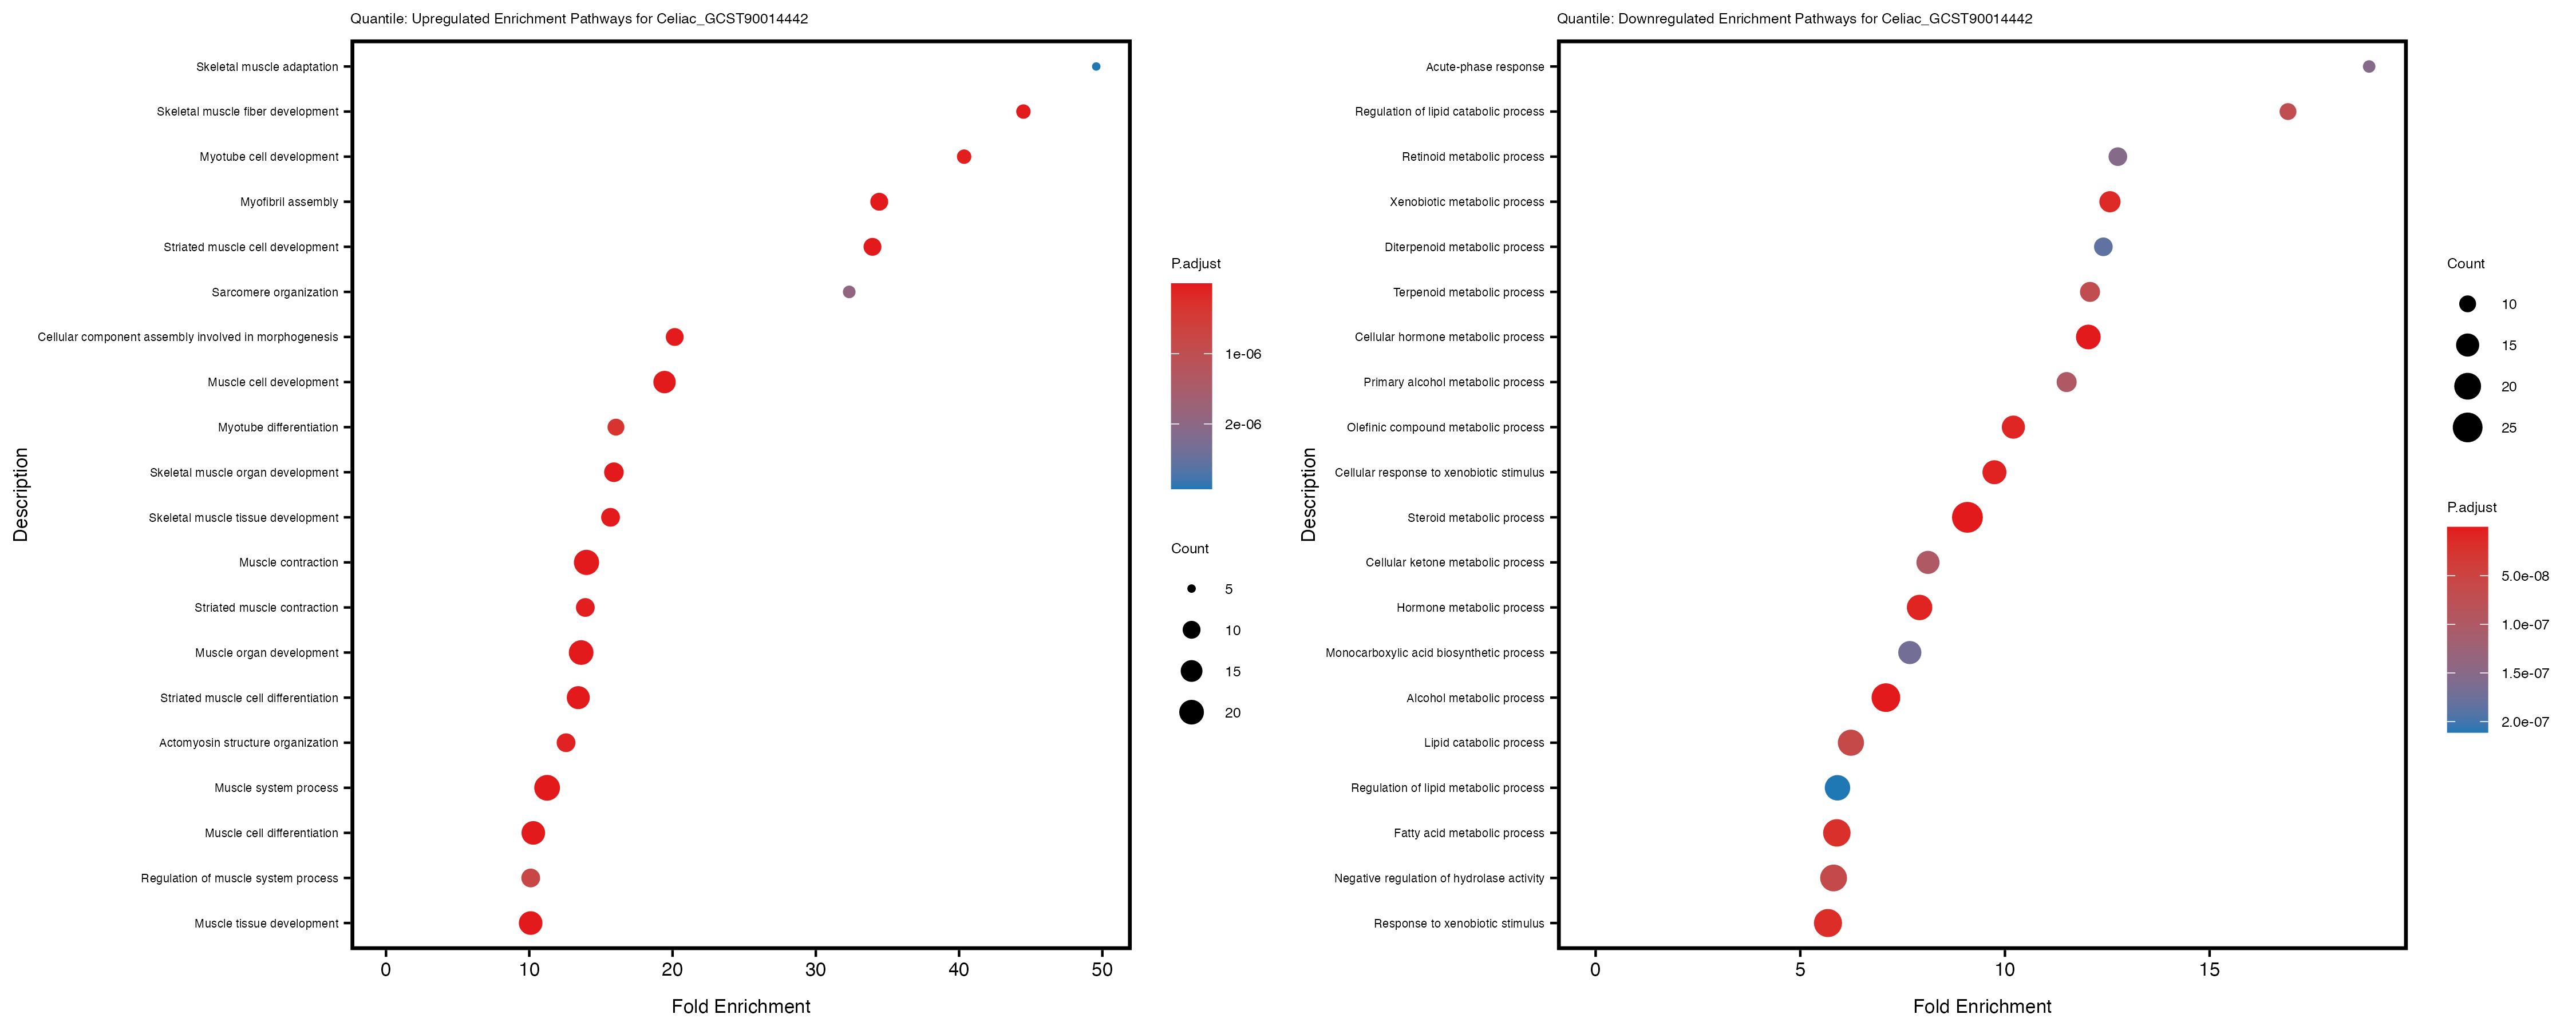 Quantile: Upregulated Enrichment Pathways for Celiac_GCST90014442
Description
Skeletal muscle adaptation
Skeletal muscle fiber development
Myotube cell development
Myofibril assembly
Striated muscle cell development
Sarcomere organization
Cellular component assembly involved in morphogenesis
Muscle cell development
Myotube differentiation
Skeletal muscle organ development
Skeletal muscle tissue development
Muscle contraction
Striated muscle contraction
Muscle organ development
Striated muscle cell differentiation
Actomyosin structure organization
Muscle system process
Muscle cell differentiation
Regulation of muscle system process
Muscle tissue development
0 10 20 30 40 50
Fold Enrichment
P.adjust
1e-06
2e-06
Count
5
10
15
20
Quantile: Downregulated Enrichment Pathways for Celiac_GCST90014442
Description
Acute-phase response
Regulation of lipid catabolic process
Retinoid metabolic process
Xenobiotic metabolic process
Diterpenoid metabolic process
Terpenoid metabolic process
Cellular hormone metabolic process
Primary alcohol metabolic process
Olefinic compound metabolic process
Cellular response to xenobiotic stimulus
Steroid metabolic process
Cellular ketone metabolic process
Hormone metabolic process
Monocarboxylic acid biosynthetic process
Alcohol metabolic process
Lipid catabolic process
Regulation of lipid metabolic process
Fatty acid metabolic process
Negative regulation of hydrolase activity
Response to xenobiotic stimulus
0 5 10 15
Fold Enrichment
Count
10
15
20
25
P.adjust
5.0e-08
1.0e-07
1.5e-07
2.0e-07